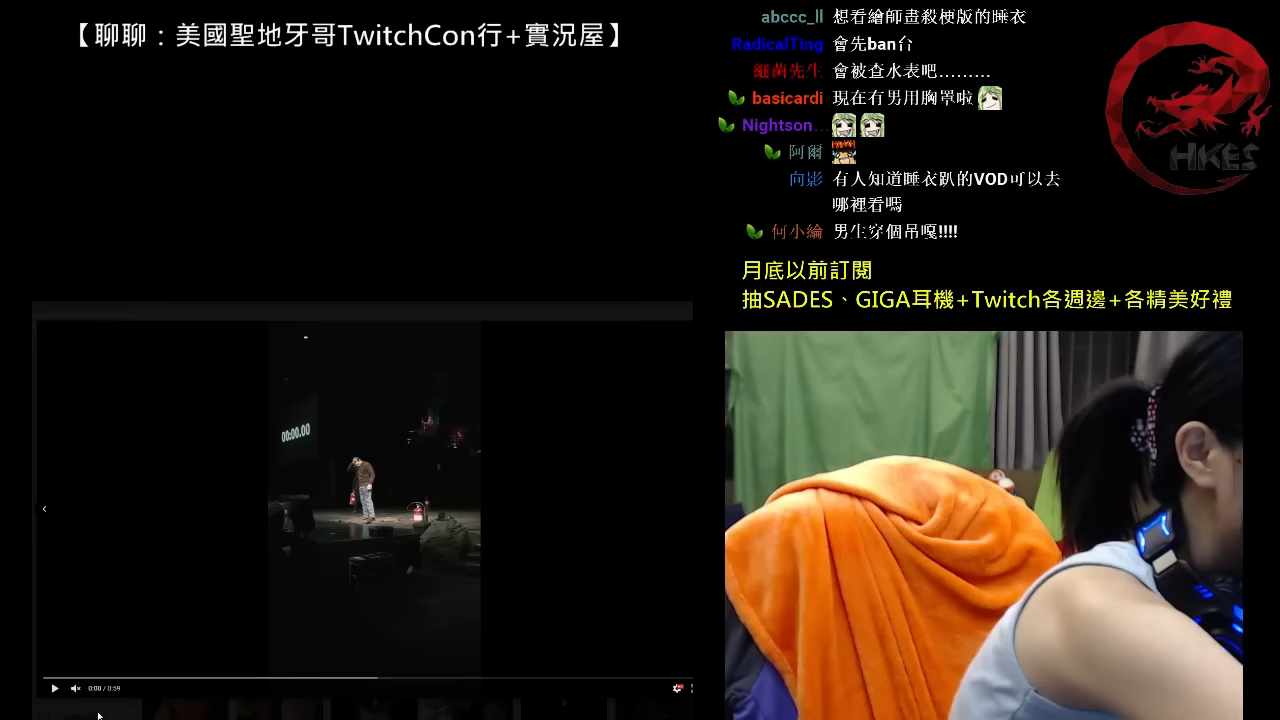 【聊聊：美國聖地牙哥TwitchCon行+實況屋】
abccc_ll 想看繪師畫殺梗版的睡衣
RadicalTing 會先ban台
細菌先生 會被查水表吧.........
basicardi 現在有男用胸罩啦
Nightson...
阿爾
向影 有人知道睡衣趴的VOD可以去
哪裡看嗎
何小綸 男生穿個吊嘎!!!!
HKES
月底以前訂閱
抽SADES、GIGA耳機+Twitch各週邊+各精美好禮
00:00.00
0:00 / 0:59